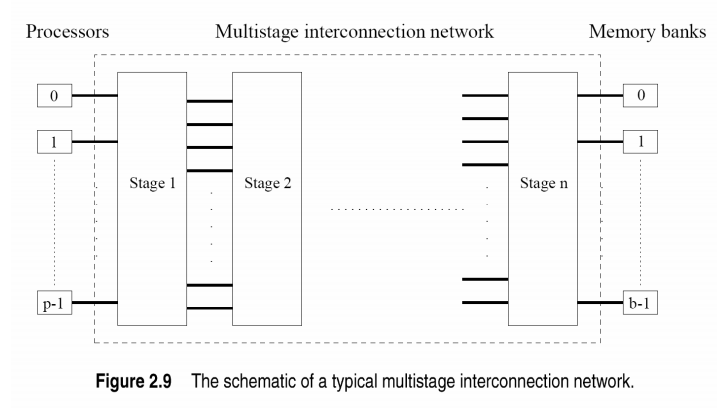 Processors Multistage interconnection network Memory banks
0 0
1 1
Stage 1 Stage 2 Stage n
p-1 b-1
Figure 2.9 The schematic of a typical multistage interconnection network.